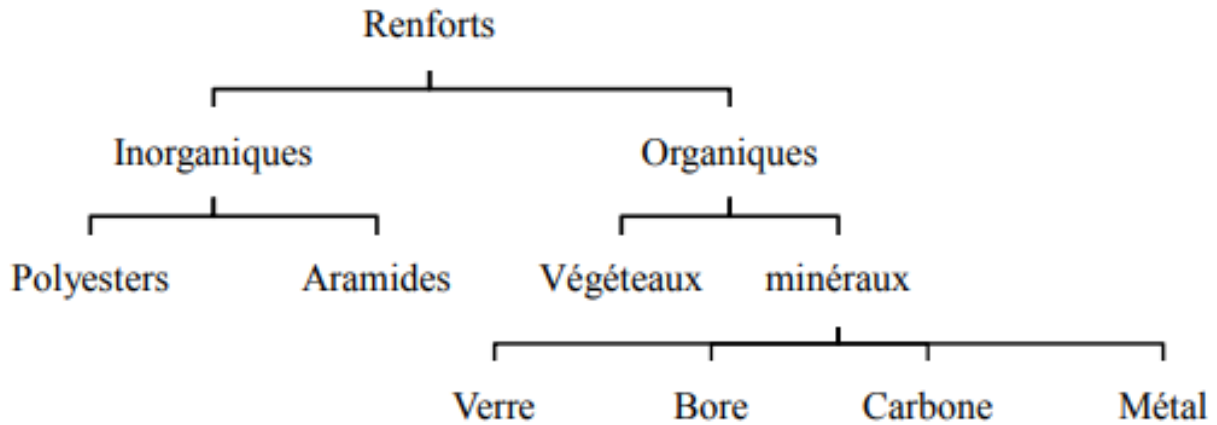 Renforts
Inorganiques Organiques
Polyesters Aramides Végéteaux minéraux
Verre Bore Carbone Métal